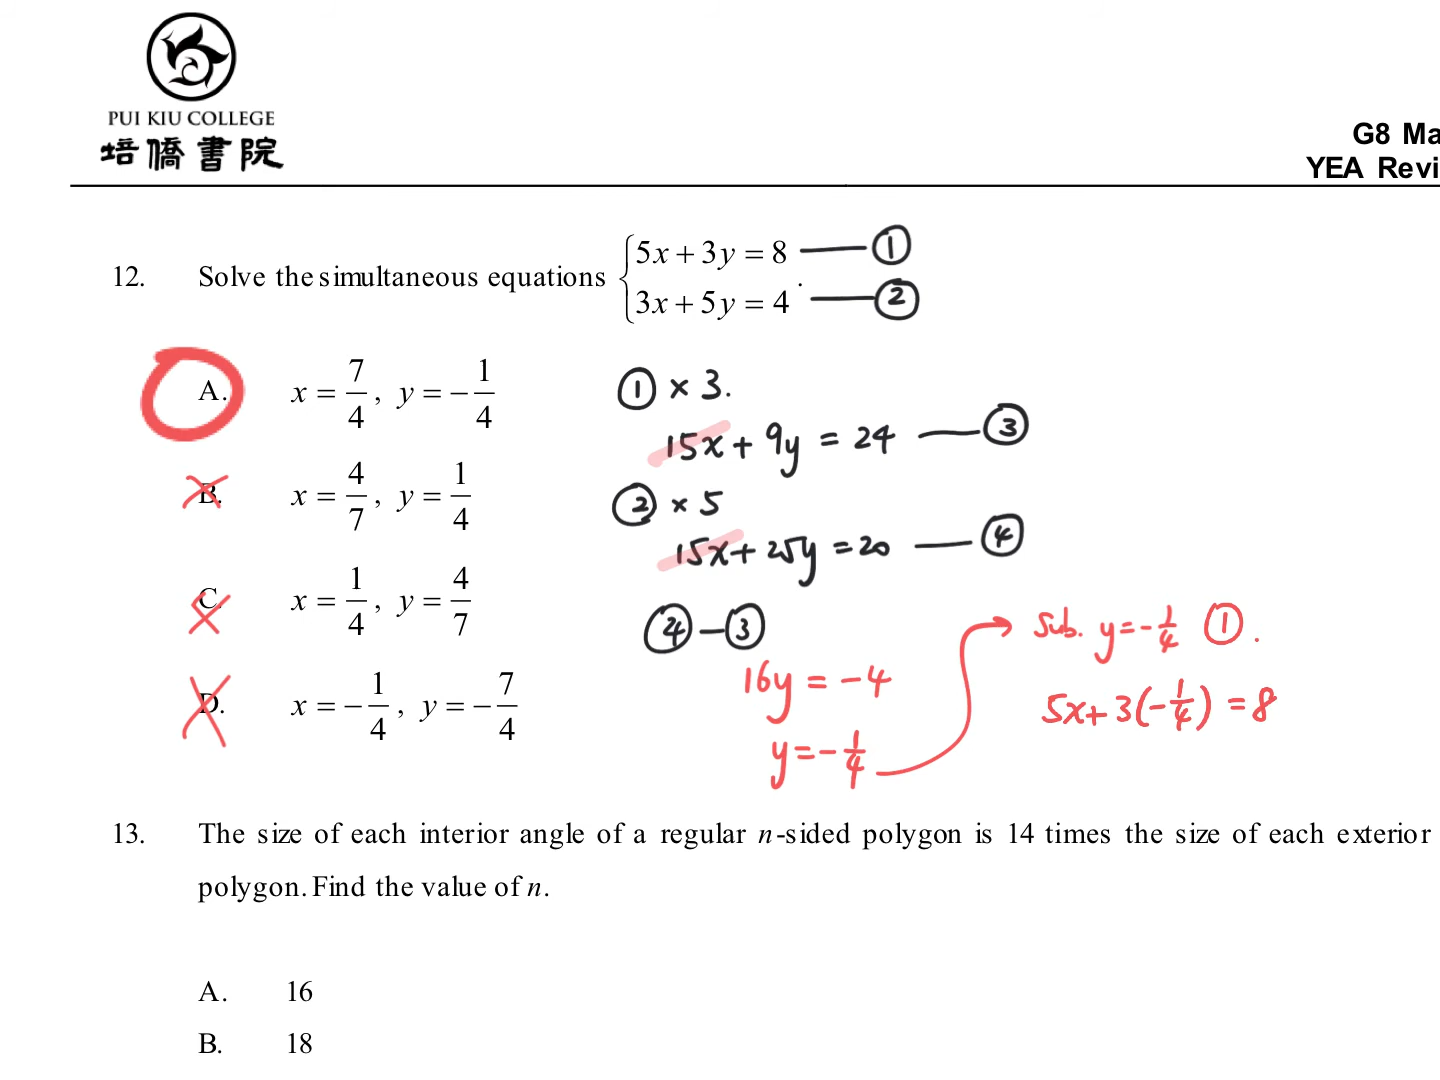 PUI KIU COLLEGE
培僑書院
G8 Ma
YEA Revi
12. Solve the simultaneous equations { 5x + 3y = 8 —— ①
3x + 5y = 4 . —— ②
A. x = 7/4, y = −1/4
① × 3.
15x + 9y = 24 —— ③
B. x = 4/7, y = 1/4
② × 5
15x + 25y = 20 —— ④
C. x = 1/4, y = 4/7
④ − ③
Sub. y = −1/4 ①.
16y = −4
D. x = −1/4, y = −7/4
5x + 3(−1/4) = 8
y = −1/4
13. The size of each interior angle of a regular n-sided polygon is 14 times the size of each exterior
polygon. Find the value of n.
A. 16
B. 18